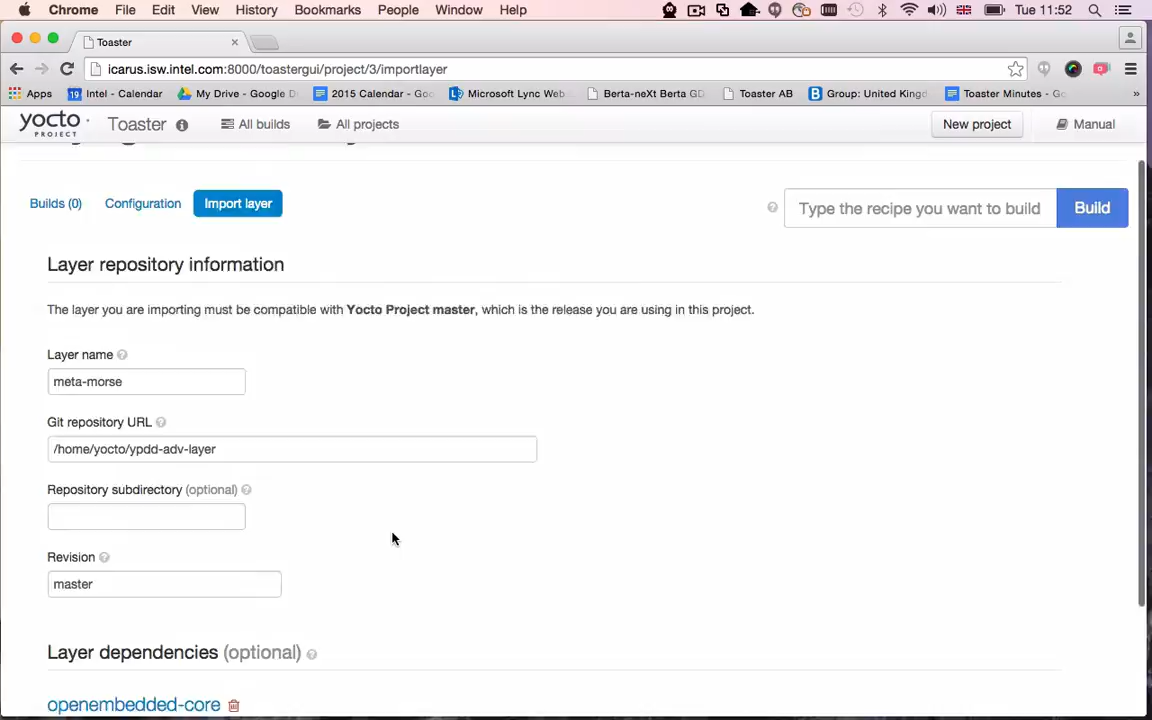 Chrome File Edit View History Bookmarks People Window Help Tue 11:52
Toaster
icarus.isw.intel.com:8000/toastergui/project/3/importlayer
Apps Intel - Calendar My Drive - Google D 2015 Calendar - Go Microsoft Lync Web Berta-neXt Berta GD Toaster AB Group: United Kingd Toaster Minutes - Go »
yocto PROJECT Toaster All builds All projects New project Manual
Builds (0) Configuration Import layer Type the recipe you want to build Build
Layer repository information
The layer you are importing must be compatible with Yocto Project master, which is the release you are using in this project.
Layer name
meta-morse
Git repository URL
/home/yocto/ypdd-adv-layer
Repository subdirectory (optional)
Revision
master
Layer dependencies (optional)
openembedded-core